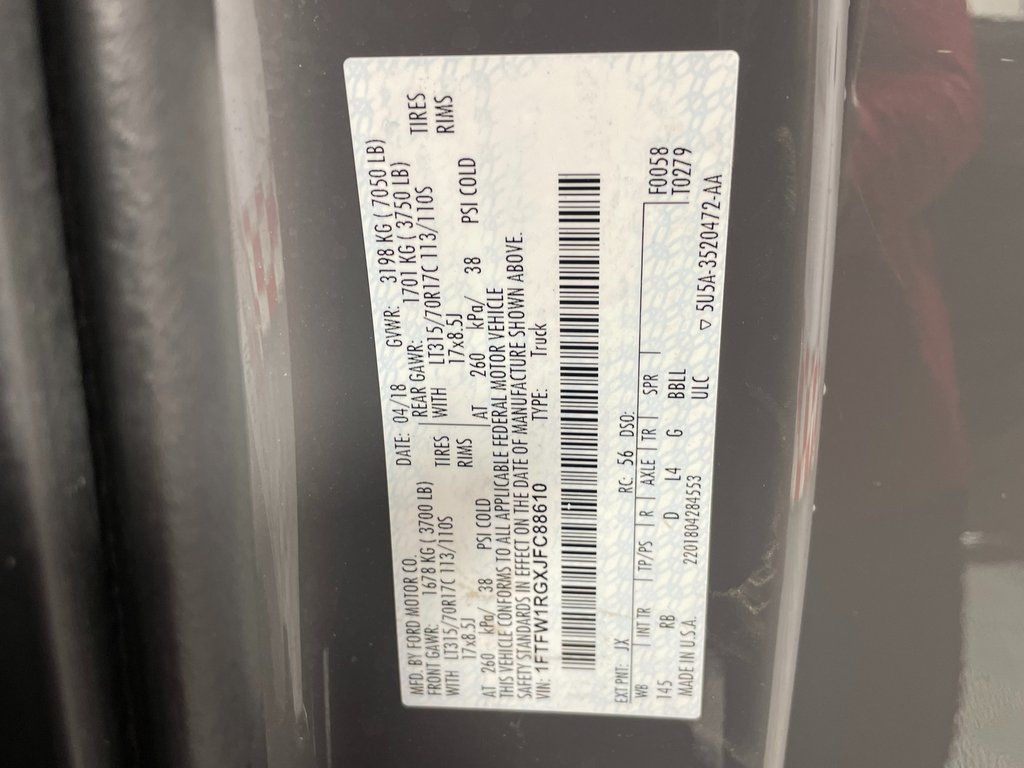 MFD. BY FORD MOTOR CO.
DATE: 04/18 GVWR: 3198 KG ( 7050 LB)
FRONT GAWR: 1678 KG ( 3700 LB)
REAR GAWR: 1701 KG ( 3750 LB)
WITH LT315/70R17C 113/110S TIRES
WITH LT315/70R17C 113/110S TIRES
17x8.5J RIMS
17x8.5J RIMS
AT 260 kPa/ 38 PSI COLD
AT 260 kPa/ 38 PSI COLD
THIS VEHICLE CONFORMS TO ALL APPLICABLE FEDERAL MOTOR VEHICLE
SAFETY STANDARDS IN EFFECT ON THE DATE OF MANUFACTURE SHOWN ABOVE.
VIN: 1FTFW1RGXJFC88610 TYPE: Truck
EXT PNT: JX RC: 56 DSO:
WB INT TR TP/PS R AXLE TR SPR F0058
145 RB D L4 G BBLL T0279
ULC
MADE IN U.S.A. 2201804284553
▽ 5U5A-3520472-AA